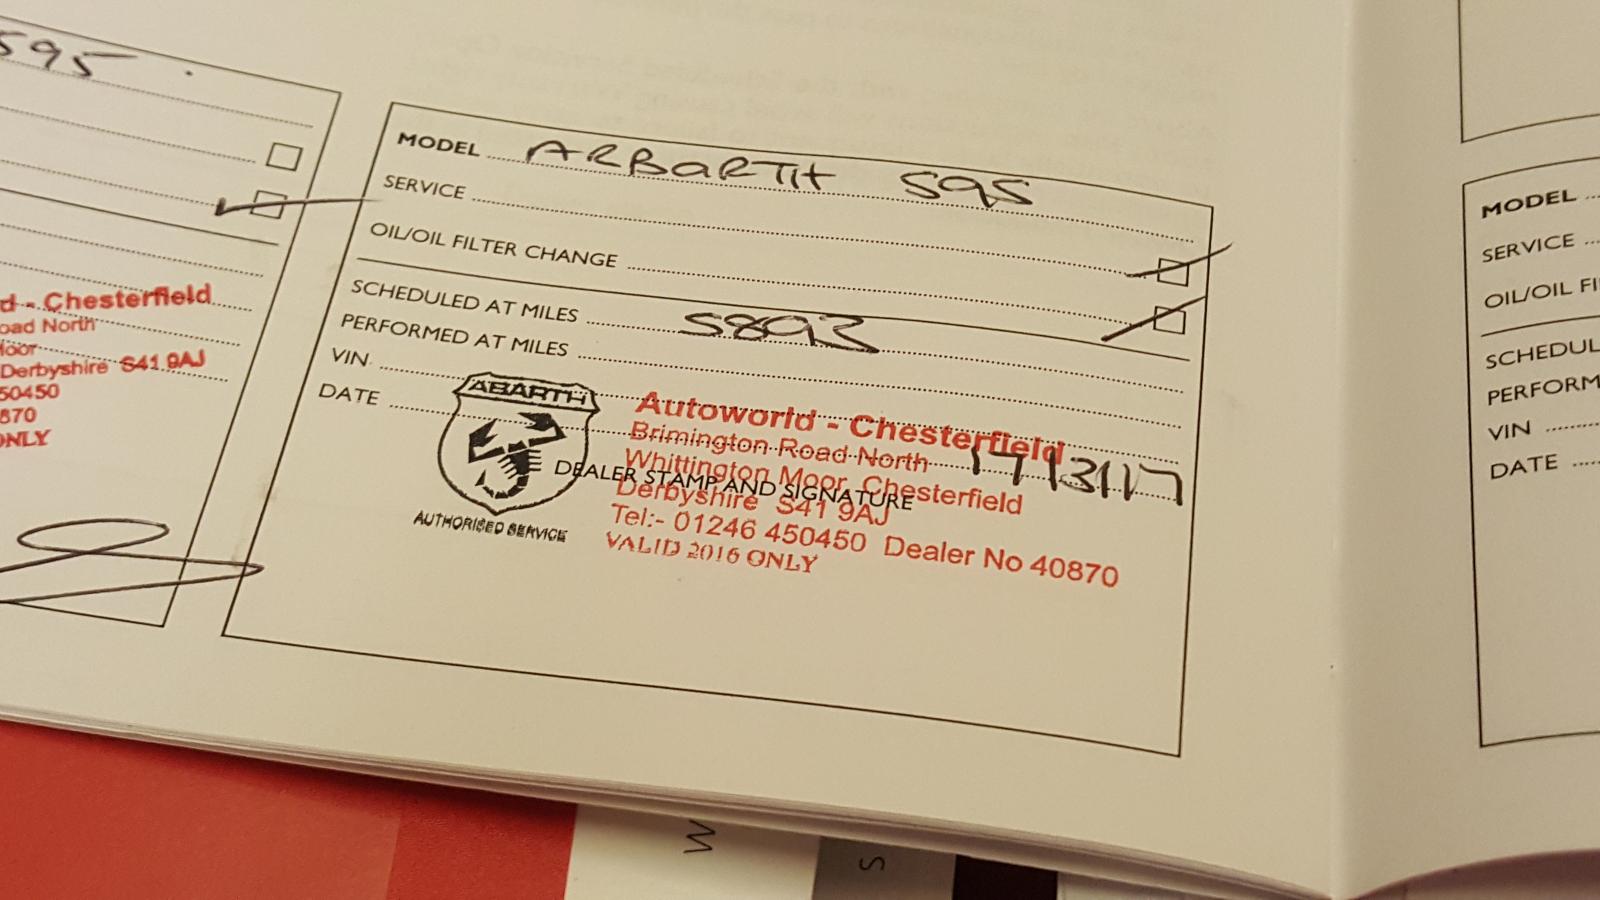 595.
d - Chesterfield
oad North
Moor
Derbyshire S41 9AJ
50450
870
ONLY
MODEL ARBARTH 595
SERVICE
OIL/OIL FILTER CHANGE
SCHEDULED AT MILES 5893
PERFORMED AT MILES
VIN
DATE 17/3/17
ABARTH
AUTHORISED SERVICE
DEALER STAMP AND SIGNATURE
Autoworld - Chesterfield
Brimington Road North
Whittington Moor, Chesterfield
Derbyshire S41 9AJ
Tel:- 01246 450450 Dealer No 40870
VALID 2016 ONLY
MODEL
SERVICE
OIL/OIL FI
SCHEDUL
PERFORM
VIN
DATE
W
S